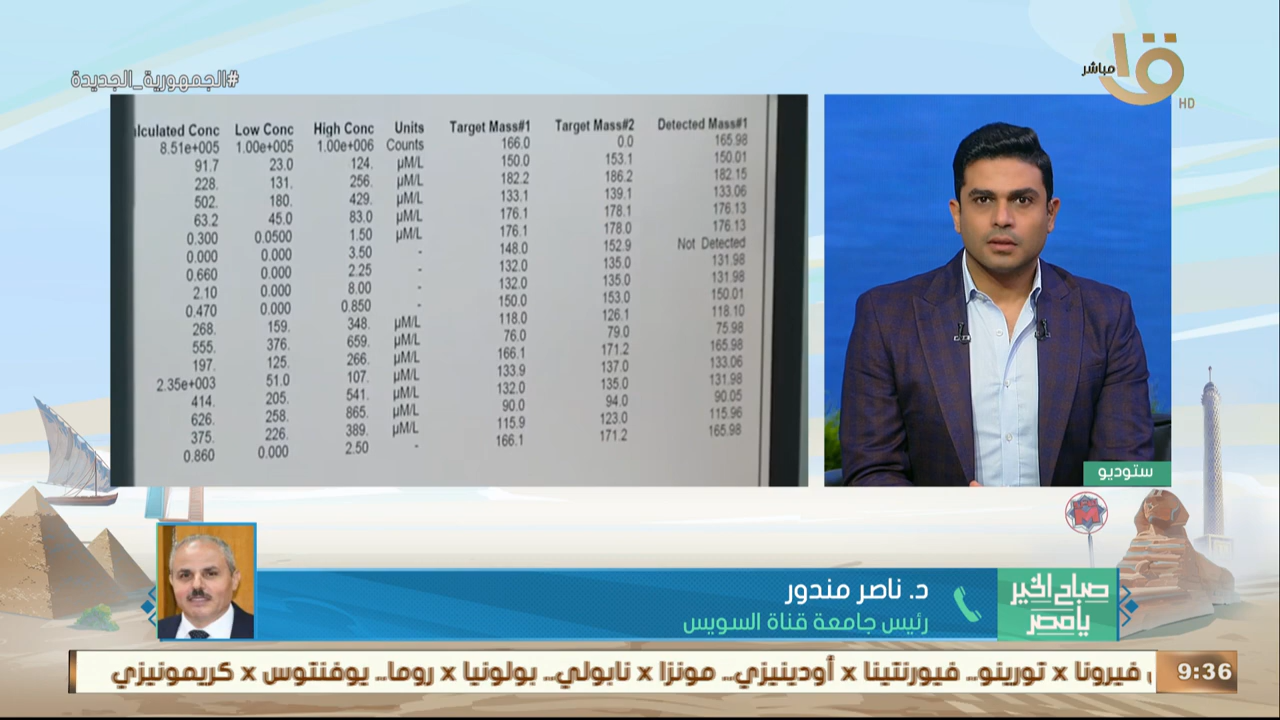 #الجمهورية_الجديدة
مباشر
HD
alculated Conc Low Conc High Conc Units Target Mass#1 Target Mass#2 Detected Mass#1
8.51e+005 1.00e+005 1.00e+006 Counts 166.0 0.0 165.98
91.7 23.0 124. µM/L 150.0 153.1 150.01
228. 131. 256. µM/L 182.2 186.2 182.15
502. 180. 429. µM/L 133.1 139.1 133.06
63.2 45.0 83.0 µM/L 176.1 178.1 176.13
0.300 0.0500 1.50 µM/L 176.1 178.0 176.13
0.000 0.000 3.50 - 148.0 152.9 Not Detected
0.660 0.000 2.25 - 132.0 135.0 131.98
2.10 0.000 8.00 - 132.0 135.0 131.98
0.470 0.000 0.850 - 150.0 153.0 150.01
268. 159. 348. µM/L 118.0 126.1 118.10
555. 376. 659. µM/L 76.0 79.0 75.98
197. 125. 266. µM/L 166.1 171.2 165.98
2.35e+003 51.0 107. µM/L 133.9 137.0 133.06
414. 205. 541. µM/L 132.0 135.0 131.98
626. 258. 865. µM/L 90.0 94.0 90.05
375. 226. 389. µM/L 115.9 123.0 115.96
0.860 0.000 2.50 - 166.1 171.2 165.98
ستوديو
صباح الخير
يا مصر
د. ناصر مندور
رئيس جامعة قناة السويس
فيرونا x تورينو.. فيورنتينا x أودينيزي.. مونزا x نابولي.. بولونيا x روما.. يوفنتوس x كريمونيزي
9:36